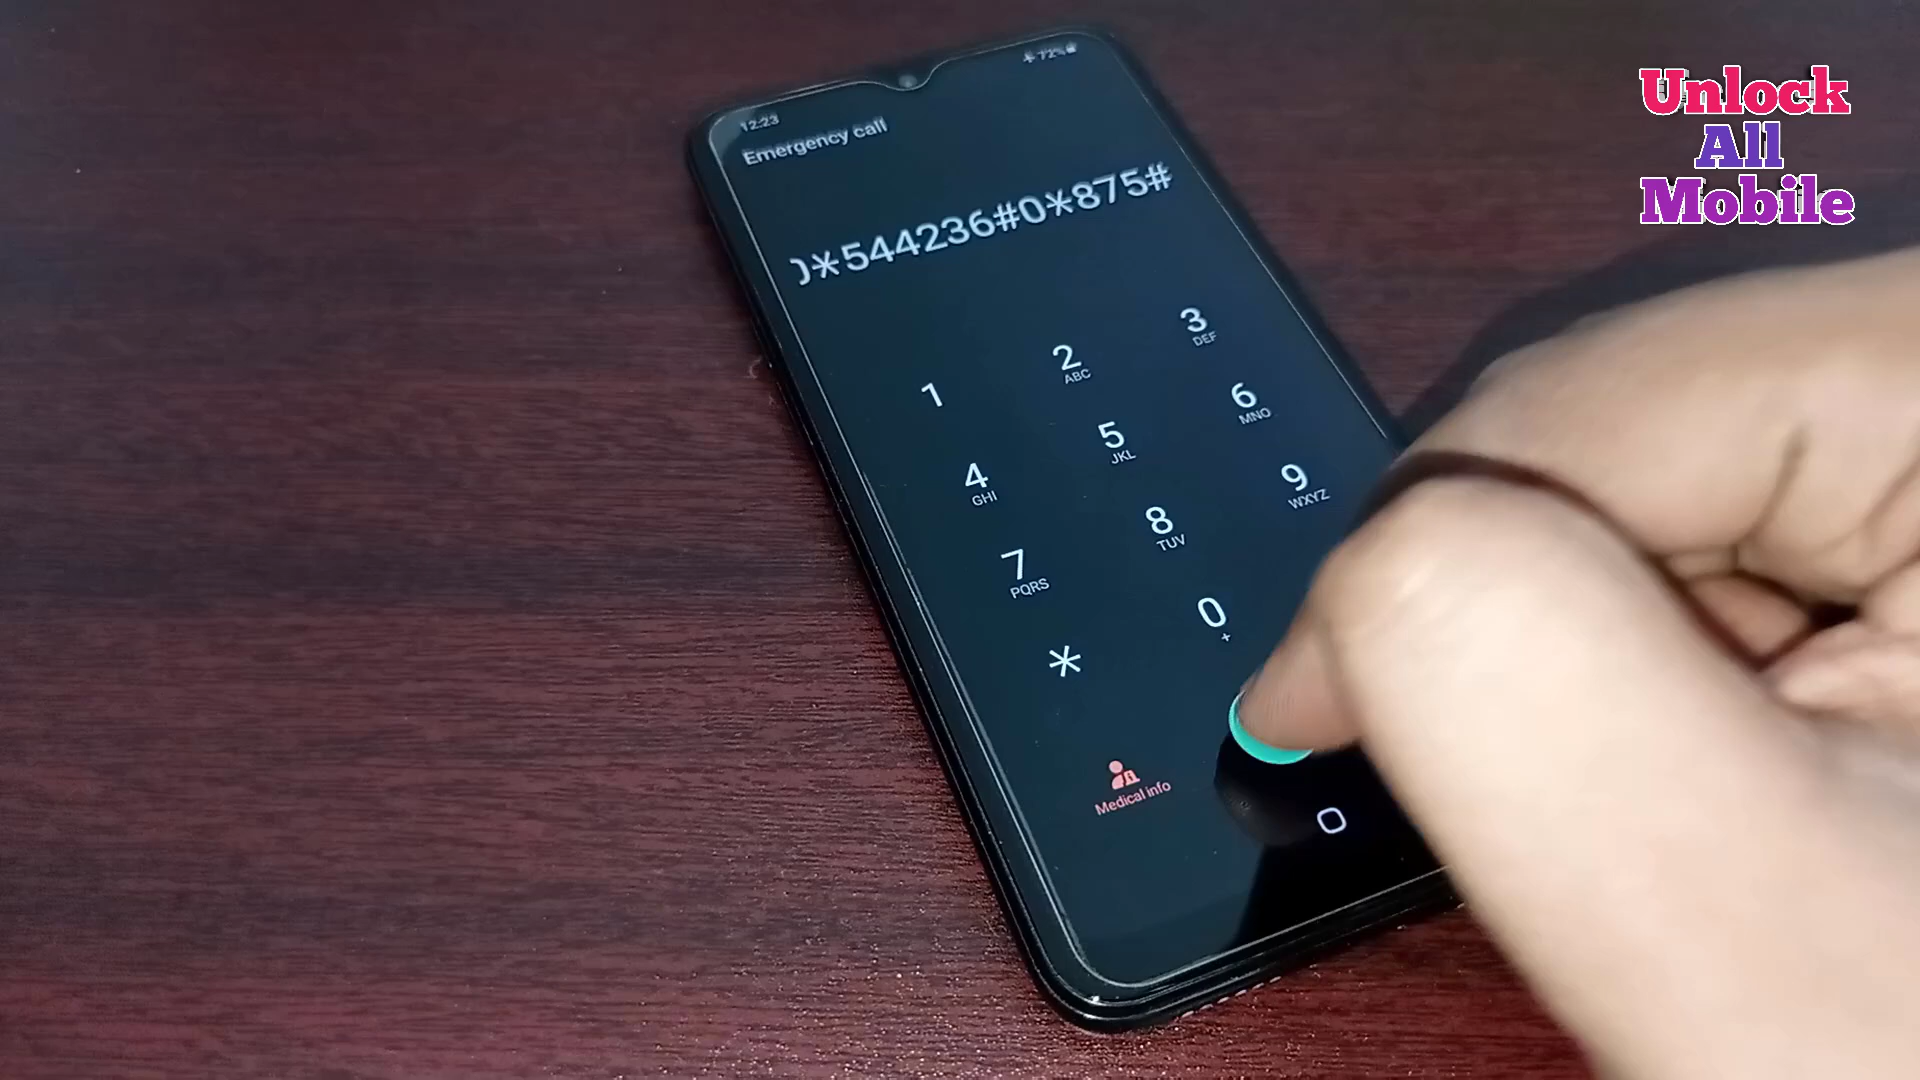 Unlock
All
Mobile
12:23
72%
Emergency call
*544236#0*875#
1
2
ABC
3
DEF
4
GHI
5
JKL
6
MNO
7
PQRS
8
TUV
9
WXYZ
*
0
+
Medical info